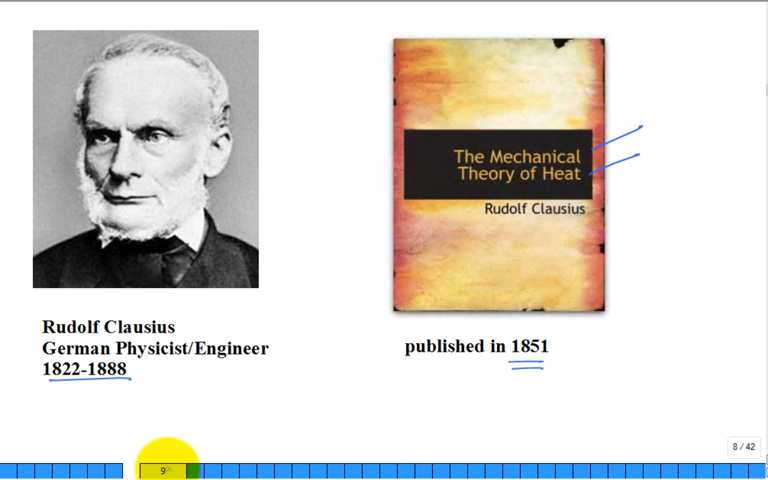 The Mechanical
Theory of Heat
Rudolf Clausius
Rudolf Clausius
German Physicist/Engineer
1822-1888
published in 1851
8 / 42
9